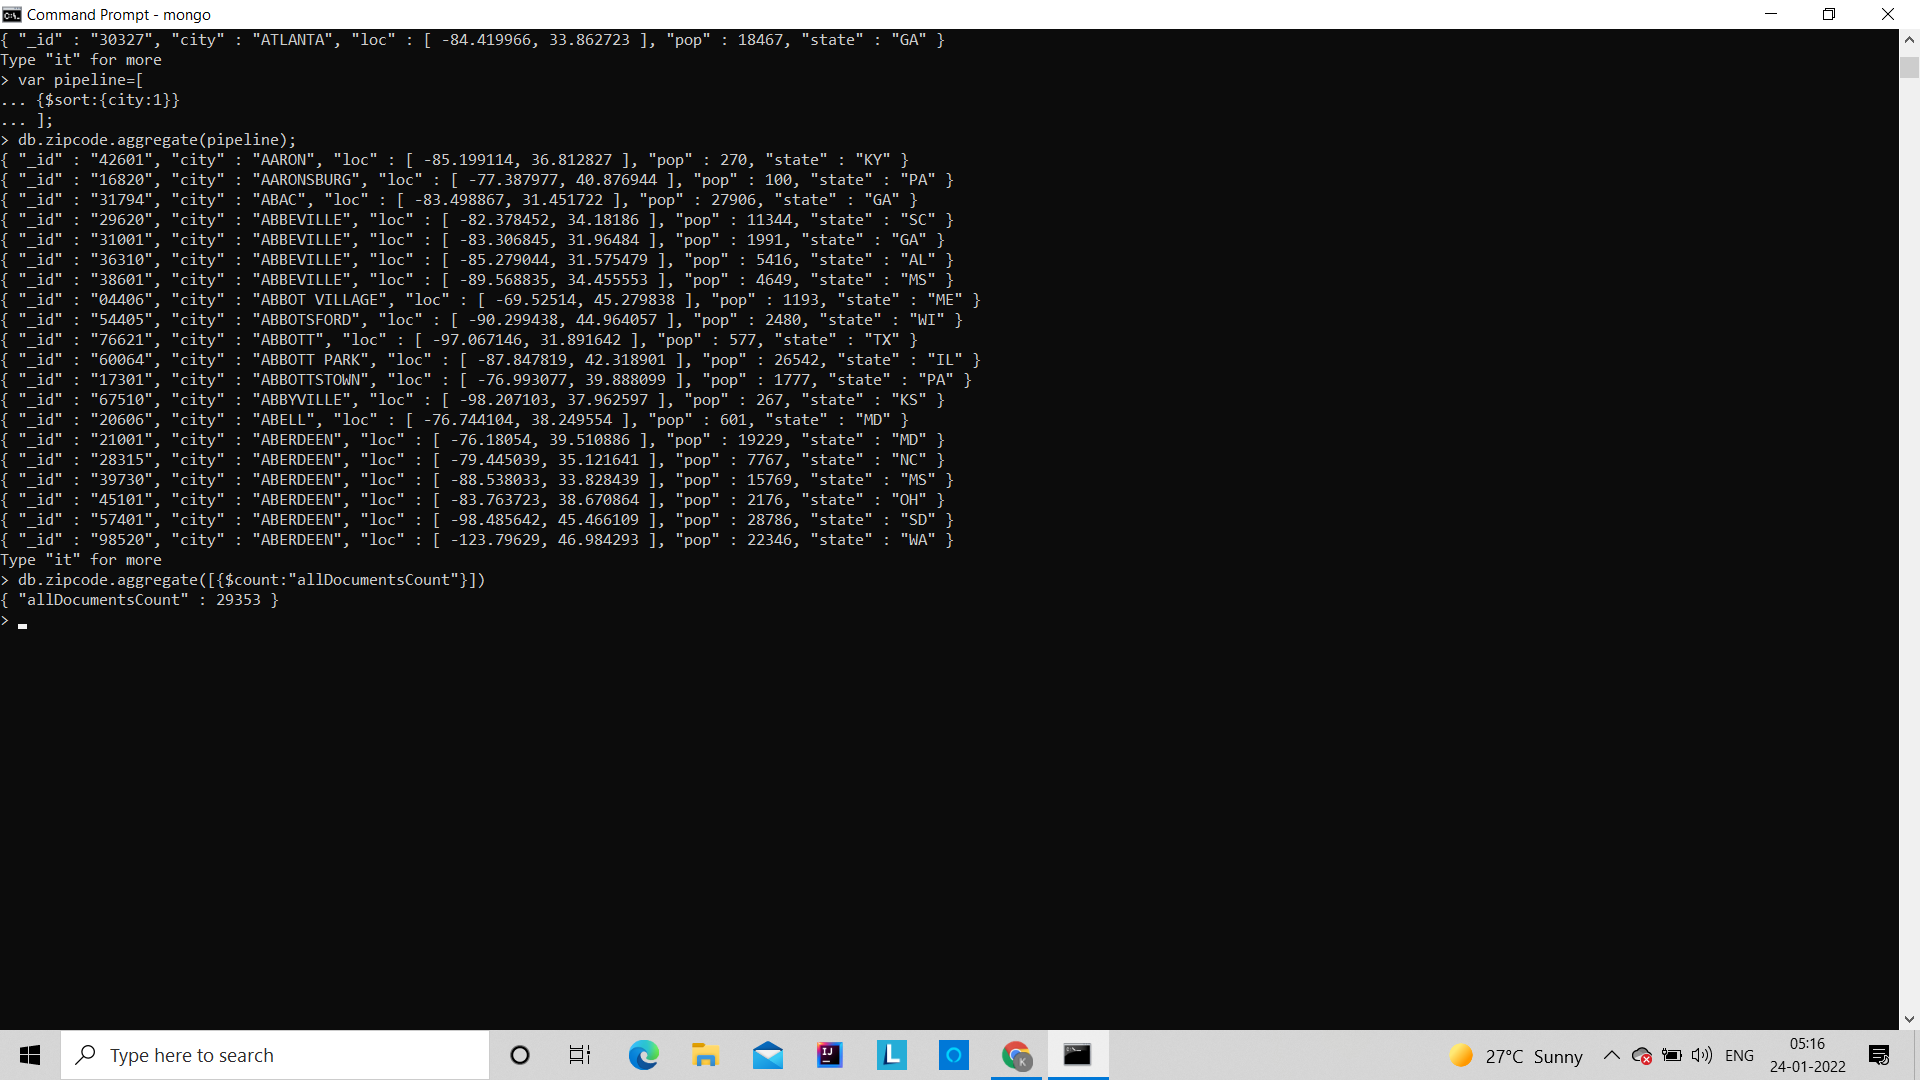 Command Prompt - mongo
{ "_id" : "30327", "city" : "ATLANTA", "loc" : [ -84.419966, 33.862723 ], "pop" : 18467, "state" : "GA" }
Type "it" for more
> var pipeline=[
... {$sort:{city:1}}
... ];
> db.zipcode.aggregate(pipeline);
{ "_id" : "42601", "city" : "AARON", "loc" : [ -85.199114, 36.812827 ], "pop" : 270, "state" : "KY" }
{ "_id" : "16820", "city" : "AARONSBURG", "loc" : [ -77.387977, 40.876944 ], "pop" : 100, "state" : "PA" }
{ "_id" : "31794", "city" : "ABAC", "loc" : [ -83.498867, 31.451722 ], "pop" : 27906, "state" : "GA" }
{ "_id" : "29620", "city" : "ABBEVILLE", "loc" : [ -82.378452, 34.18186 ], "pop" : 11344, "state" : "SC" }
{ "_id" : "31001", "city" : "ABBEVILLE", "loc" : [ -83.306845, 31.96484 ], "pop" : 1991, "state" : "GA" }
{ "_id" : "36310", "city" : "ABBEVILLE", "loc" : [ -85.279044, 31.575479 ], "pop" : 5416, "state" : "AL" }
{ "_id" : "38601", "city" : "ABBEVILLE", "loc" : [ -89.568835, 34.455553 ], "pop" : 4649, "state" : "MS" }
{ "_id" : "04406", "city" : "ABBOT VILLAGE", "loc" : [ -69.52514, 45.279838 ], "pop" : 1193, "state" : "ME" }
{ "_id" : "54405", "city" : "ABBOTSFORD", "loc" : [ -90.299438, 44.964057 ], "pop" : 2480, "state" : "WI" }
{ "_id" : "76621", "city" : "ABBOTT", "loc" : [ -97.067146, 31.891642 ], "pop" : 577, "state" : "TX" }
{ "_id" : "60064", "city" : "ABBOTT PARK", "loc" : [ -87.847819, 42.318901 ], "pop" : 26542, "state" : "IL" }
{ "_id" : "17301", "city" : "ABBOTTSTOWN", "loc" : [ -76.993077, 39.888099 ], "pop" : 1777, "state" : "PA" }
{ "_id" : "67510", "city" : "ABBYVILLE", "loc" : [ -98.207103, 37.962597 ], "pop" : 267, "state" : "KS" }
{ "_id" : "20606", "city" : "ABELL", "loc" : [ -76.744104, 38.249554 ], "pop" : 601, "state" : "MD" }
{ "_id" : "21001", "city" : "ABERDEEN", "loc" : [ -76.18054, 39.510886 ], "pop" : 19229, "state" : "MD" }
{ "_id" : "28315", "city" : "ABERDEEN", "loc" : [ -79.445039, 35.121641 ], "pop" : 7767, "state" : "NC" }
{ "_id" : "39730", "city" : "ABERDEEN", "loc" : [ -88.538033, 33.828439 ], "pop" : 15769, "state" : "MS" }
{ "_id" : "45101", "city" : "ABERDEEN", "loc" : [ -83.763723, 38.670864 ], "pop" : 2176, "state" : "OH" }
{ "_id" : "57401", "city" : "ABERDEEN", "loc" : [ -98.485642, 45.466109 ], "pop" : 28786, "state" : "SD" }
{ "_id" : "98520", "city" : "ABERDEEN", "loc" : [ -123.79629, 46.984293 ], "pop" : 22346, "state" : "WA" }
Type "it" for more
> db.zipcode.aggregate([{$count:"allDocumentsCount"}])
{ "allDocumentsCount" : 29353 }
>
Type here to search
IJ
L
K
27°C Sunny
ENG
05:16
24-01-2022